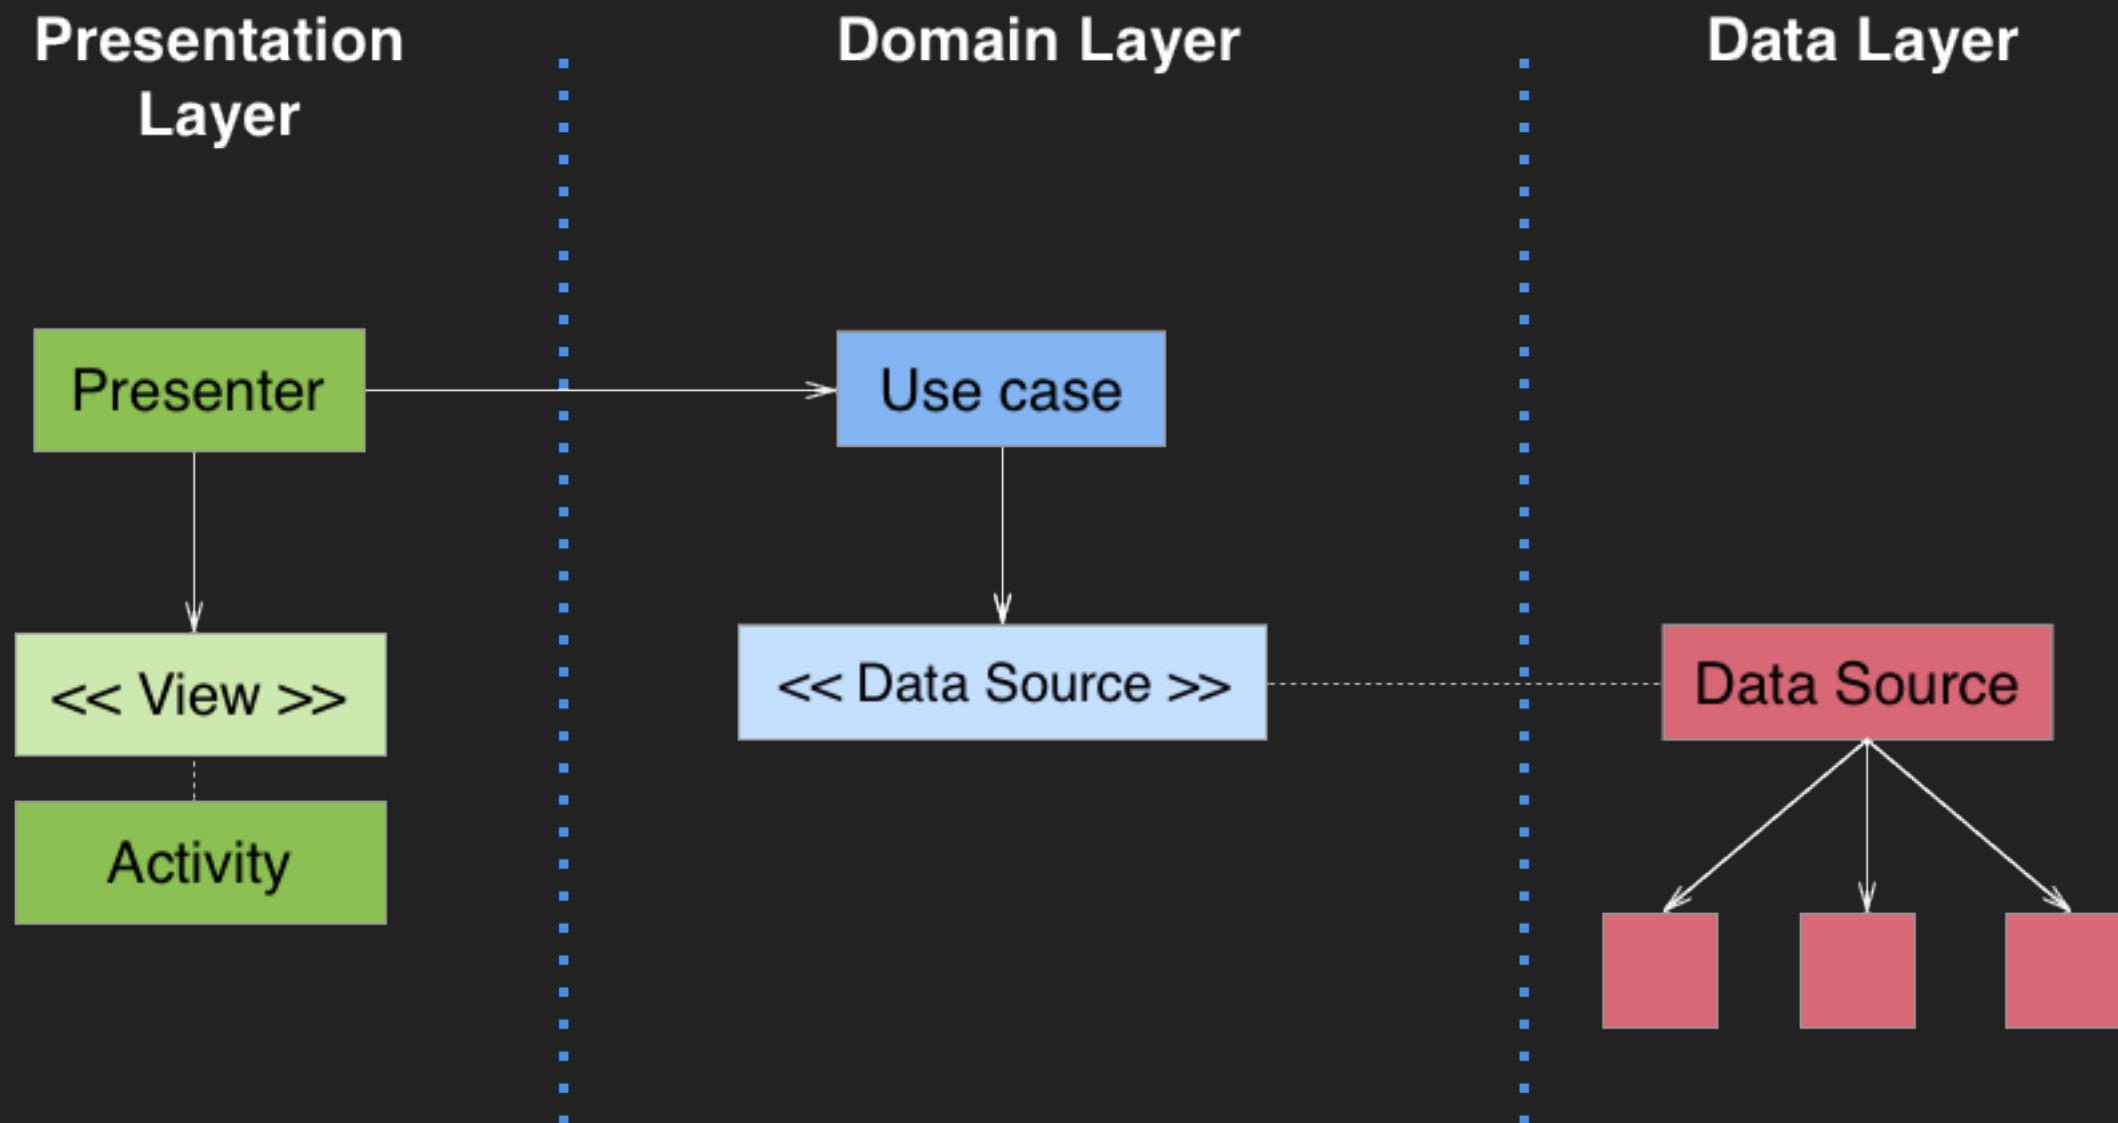 Presentation
Layer
Domain Layer
Data Layer
Presenter
Use case
<< View >>
<< Data Source >>
Data Source
Activity